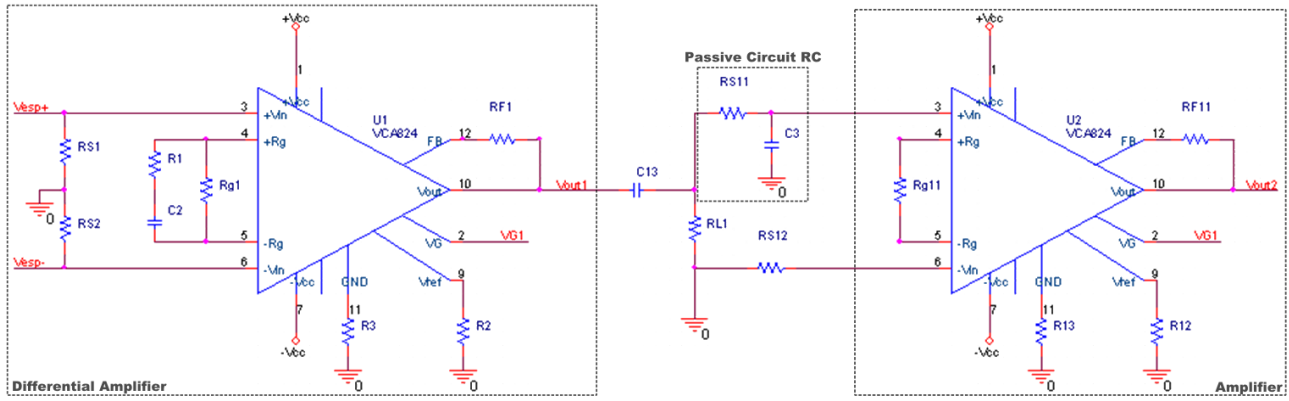 +Vcc
1
+Vcc
Vesp+
3
+Vin
4
+Rg
RS1
R1
Rg1
C2
0
RS2
5
-Rg
Vesp-
6
-Vin
U1
VCA824
FB
12
RF1
Vout
10
Vout1
VG
2
VG1
Vref
9
-Vcc
GND
7
11
R3
R2
-Vcc
0
0
Differential Amplifier
C13
Passive Circuit RC
RS11
C3
0
RL1
RS12
0
+Vcc
1
+Vcc
3
+Vin
4
+Rg
Rg11
5
-Rg
6
-Vin
U2
VCA824
FB
12
RF11
Vout
10
Vout2
VG
2
VG1
Vref
9
-Vcc
GND
7
11
R13
R12
-Vcc
0
0
Amplifier